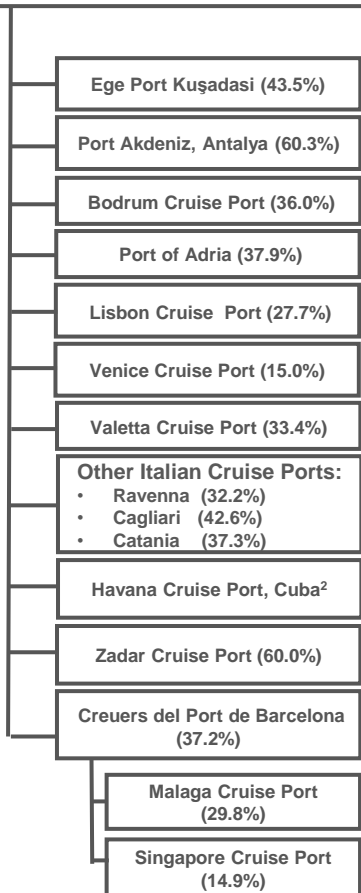 Ege Port Kuşadasi (43.5%)
Port Akdeniz, Antalya (60.3%)
Bodrum Cruise Port (36.0%)
Port of Adria (37.9%)
Lisbon Cruise Port (27.7%)
Venice Cruise Port (15.0%)
Valetta Cruise Port (33.4%)
Other Italian Cruise Ports:
• Ravenna (32.2%)
• Cagliari (42.6%)
• Catania (37.3%)
Havana Cruise Port, Cuba²
Zadar Cruise Port (60.0%)
Creuers del Port de Barcelona
(37.2%)
Malaga Cruise Port
(29.8%)
Singapore Cruise Port
(14.9%)